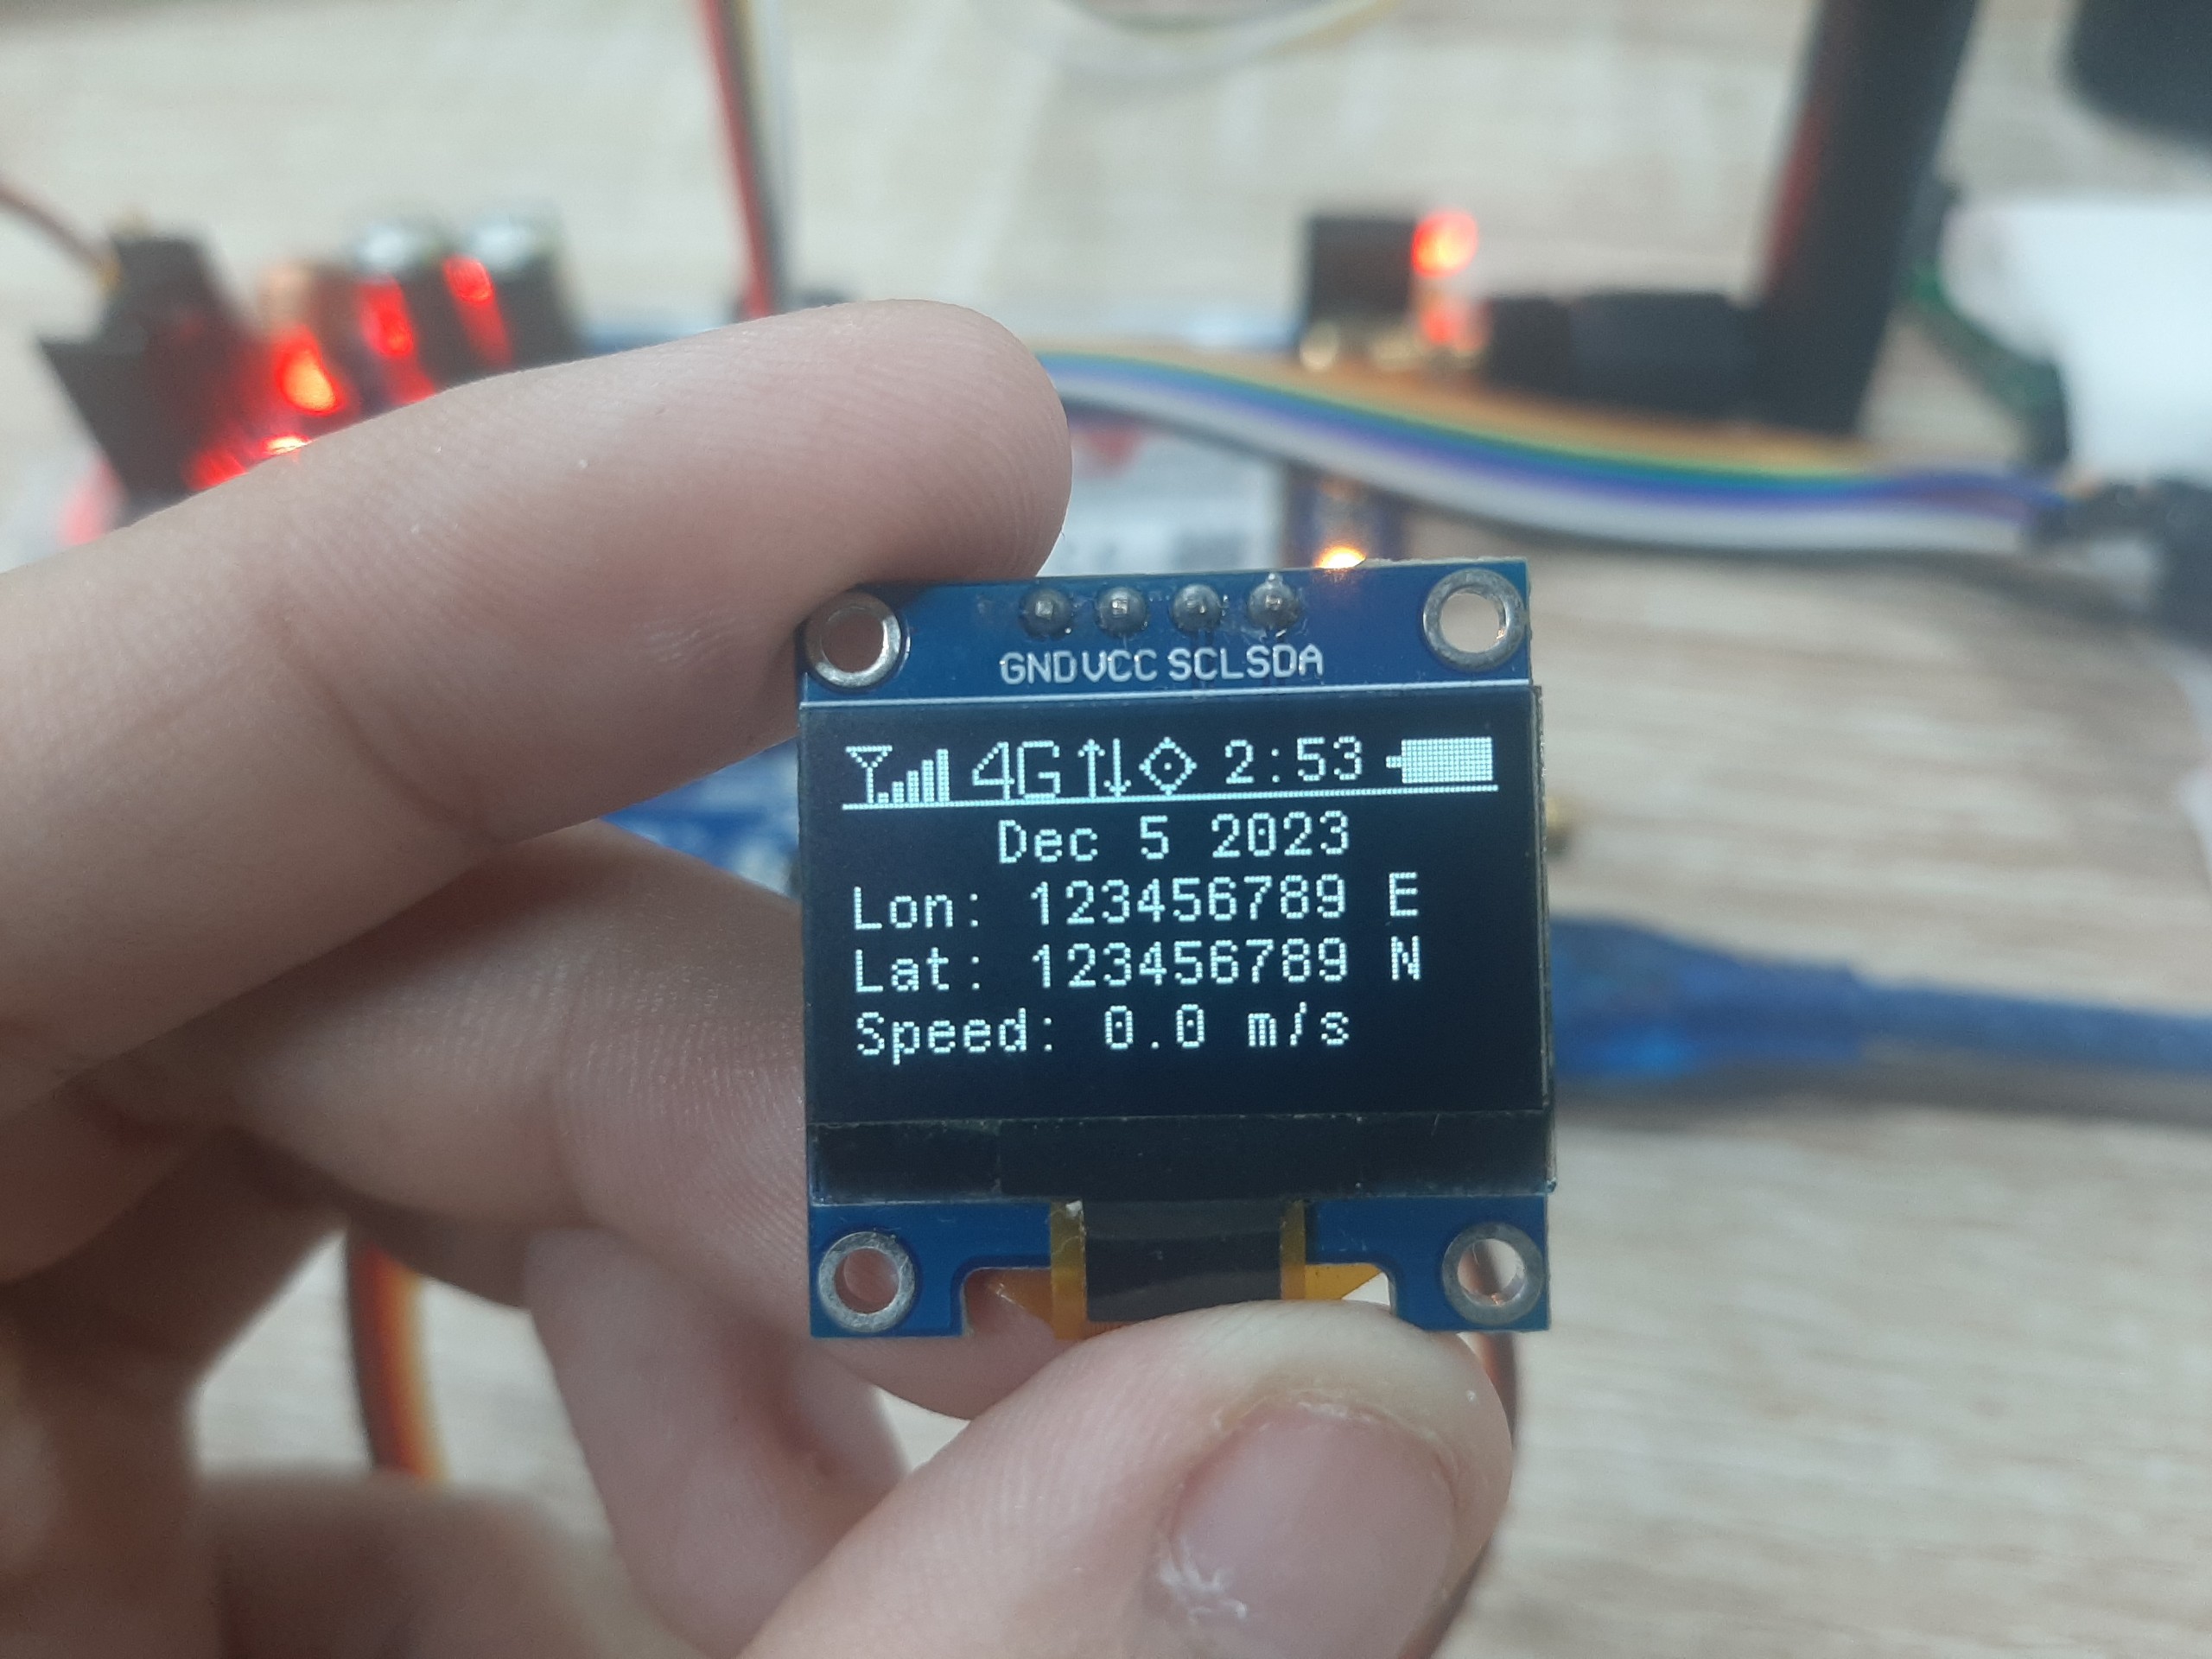 GND VCC SCL SDA
4G 2:53
Dec 5 2023
Lon: 123456789 E
Lat: 123456789 N
Speed: 0.0 m/s